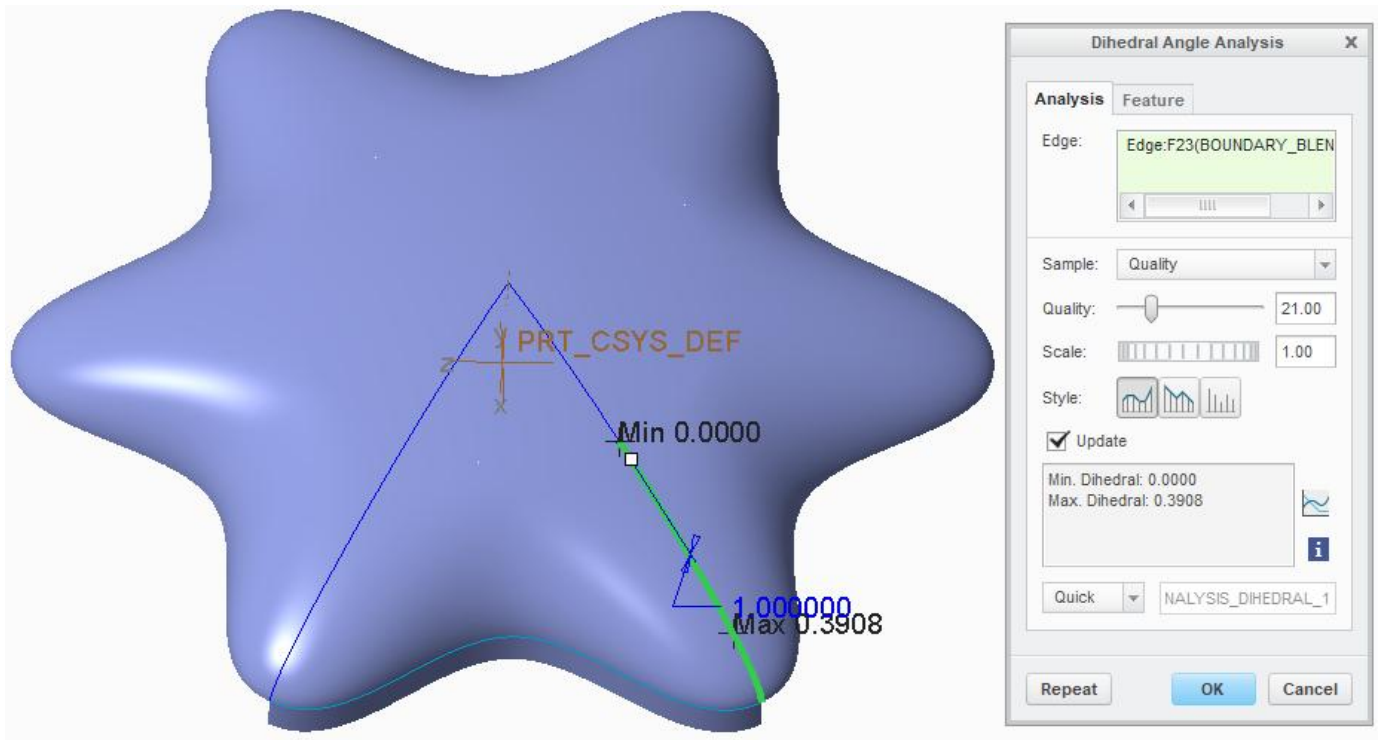 Dihedral Angle Analysis
X
Analysis
Feature
Edge:
Edge:F23(BOUNDARY_BLEN
Sample:
Quality
Quality:
21.00
Scale:
1.00
Style:
Update
Min. Dihedral: 0.0000
Max. Dihedral: 0.3908
i
Quick
NALYSIS_DIHEDRAL_1
Repeat
OK
Cancel
y PRT_CSYS_DEF
Z
X
Min 0.0000
1.000000
Max 0.3908